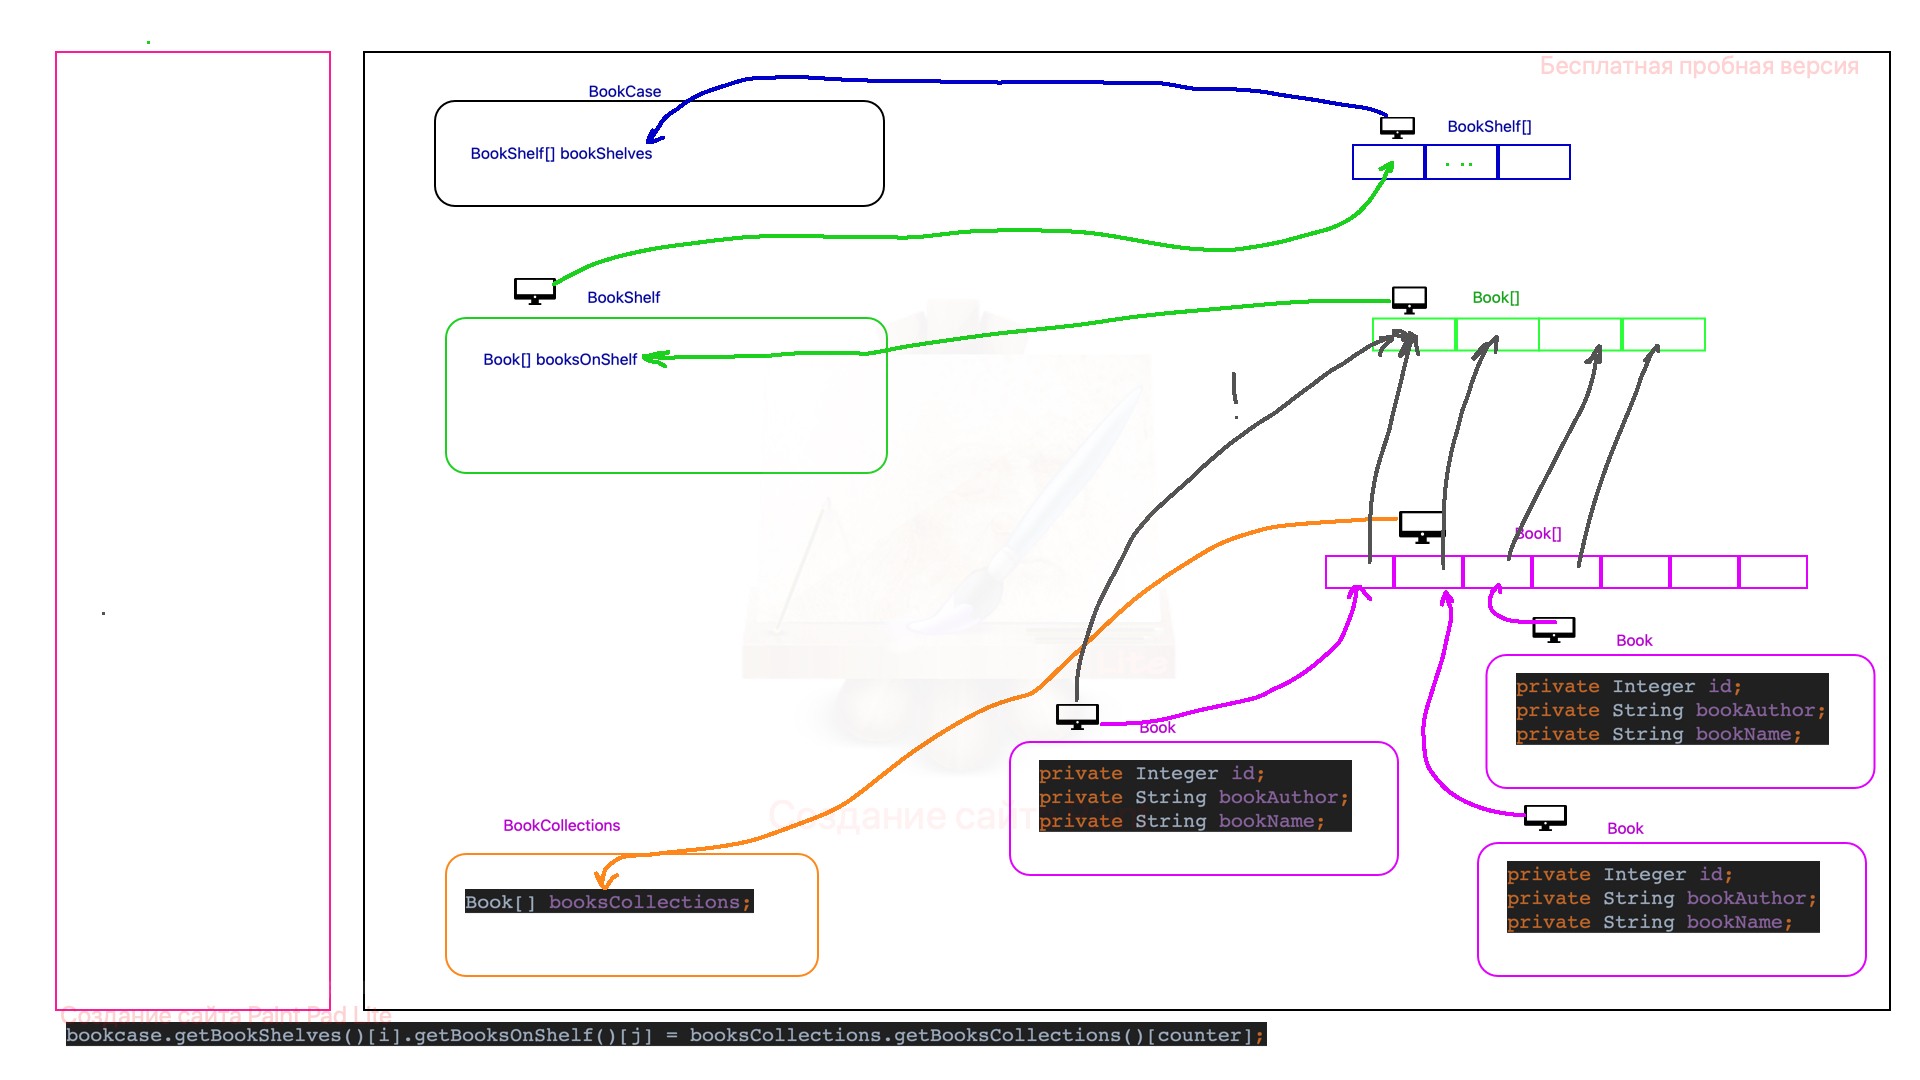 Бесплатная пробная версия
BookCase
BookShelf[] bookShelves
BookShelf[]
BookShelf
Book[]
Book[] booksOnShelf
!
Book[]
Book
private Integer id;
private String bookAuthor;
private String bookName;
Book
private Integer id;
private String bookAuthor;
private String bookName;
Создание сайт
BookCollections
Book
private Integer id;
private String bookAuthor;
private String bookName;
Book[] booksCollections;
Создание сайта Paint Pad Lite
bookcase.getBookShelves()[i].getBooksOnShelf()[j] = booksCollections.getBooksCollections()[counter];